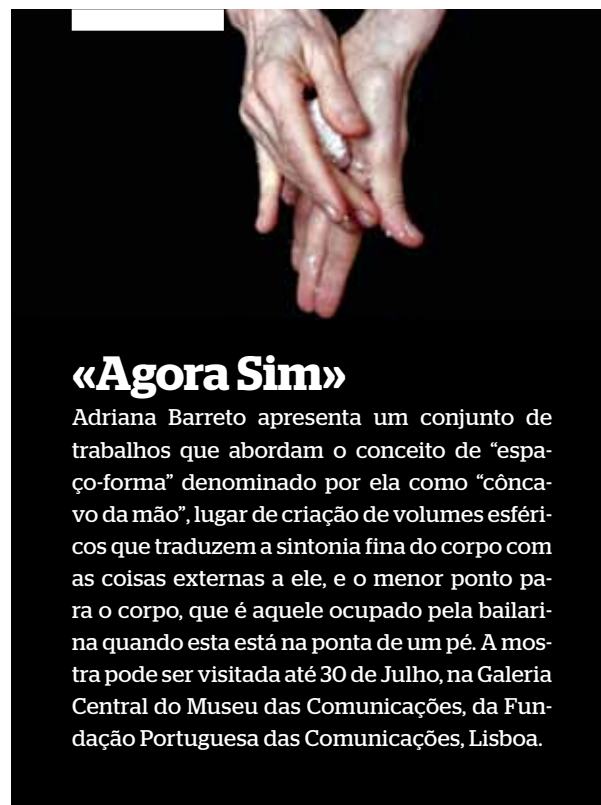 «Agora Sim»
Adriana Barreto apresenta um conjunto de
trabalhos que abordam o conceito de “espa-
ço-forma” denominado por ela como “cônca-
vo da mão”, lugar de criação de volumes esféri-
cos que traduzem a sintonia fina do corpo com
as coisas externas a ele, e o menor ponto pa-
ra o corpo, que é aquele ocupado pela bailari-
na quando esta está na ponta de um pé. A mos-
tra pode ser visitada até 30 de Julho, na Galeria
Central do Museu das Comunicações, da Fun-
dação Portuguesa das Comunicações, Lisboa.